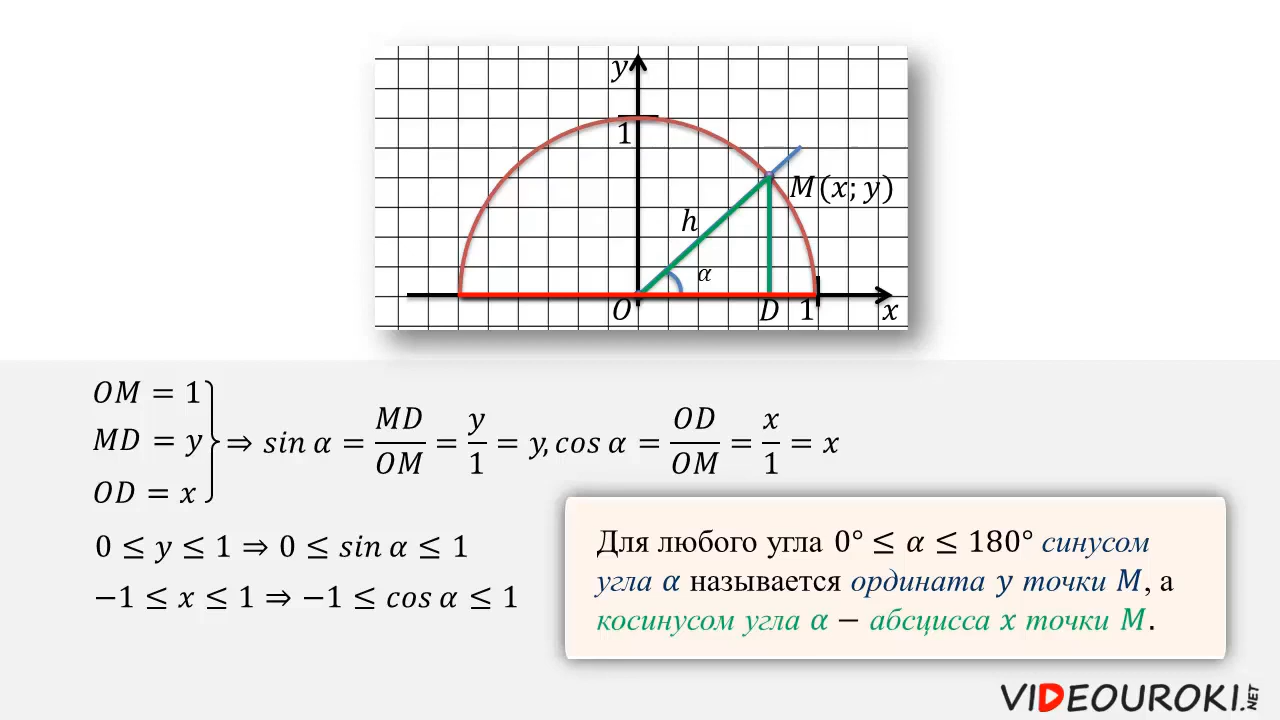 y
1
M(x; y)
h
α
O D 1 x
OM = 1
MD = y
OD = x
⇒ sin α = MD/OM = y/1 = y, cos α = OD/OM = x/1 = x
0 ≤ y ≤ 1 ⇒ 0 ≤ sin α ≤ 1
−1 ≤ x ≤ 1 ⇒ −1 ≤ cos α ≤ 1
Для любого угла 0° ≤ α ≤ 180° синусом
угла α называется ордината y точки M, а
косинусом угла α − абсцисса x точки M.
VIDEOUROKI.NET